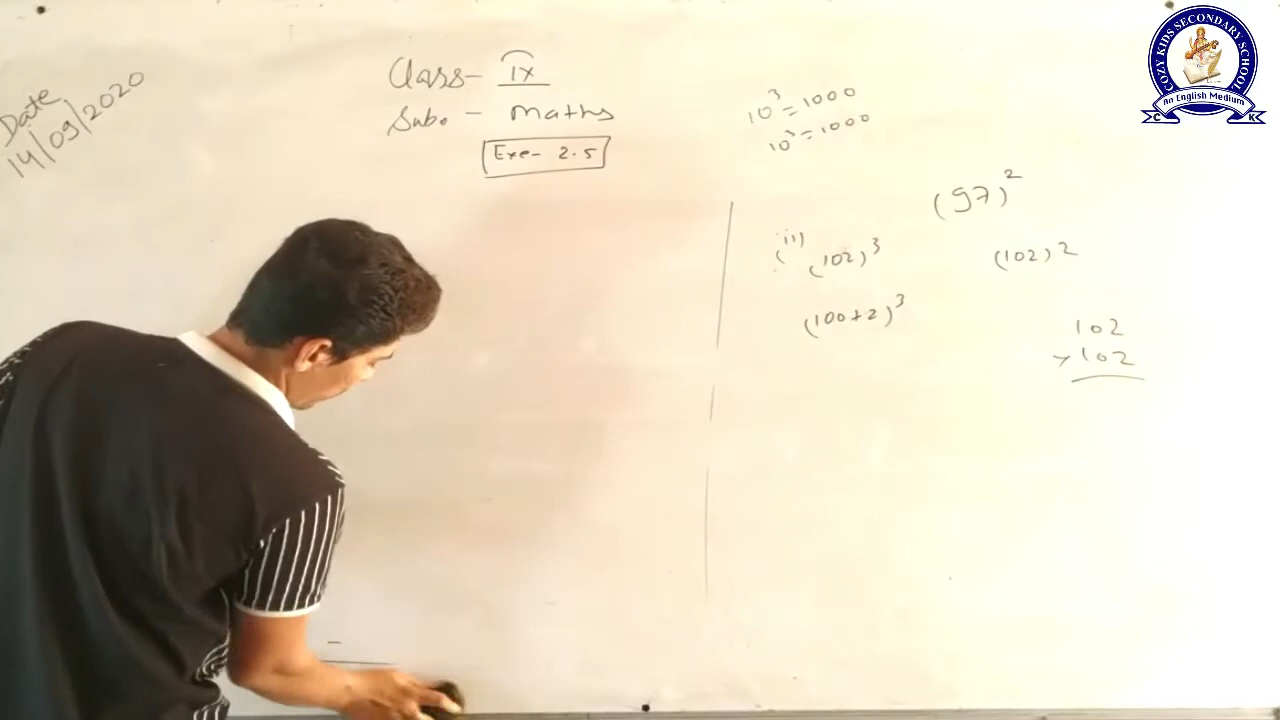 Date
14/09/2020
Class- IX
Sub. - Maths
Exe- 2.5
10³ = 1000
10³ = 1000
(97)²
(ii) (102)³
(102)²
(100+2)³
102
×102
COZY KIDS SECONDARY SCHOOL
An English Medium
C K